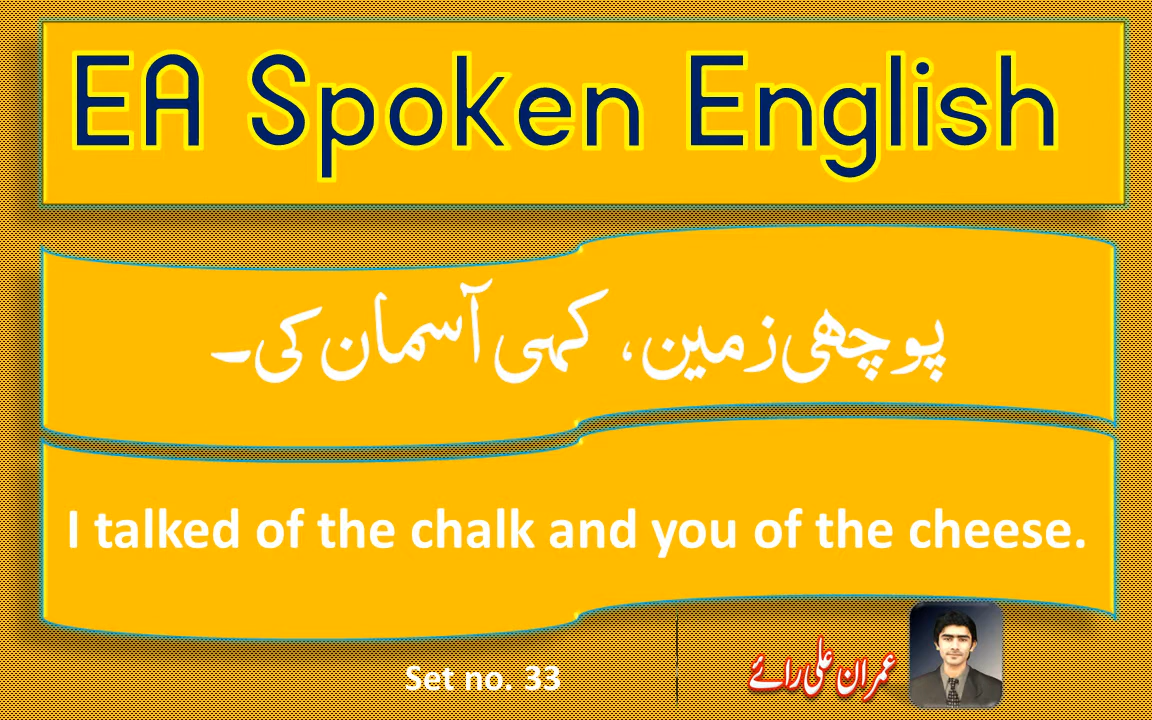 EA Spoken English
پوچھی زمین، کہی آسمان کی۔
I talked of the chalk and you of the cheese.
Set no. 33
عمران علی رائے